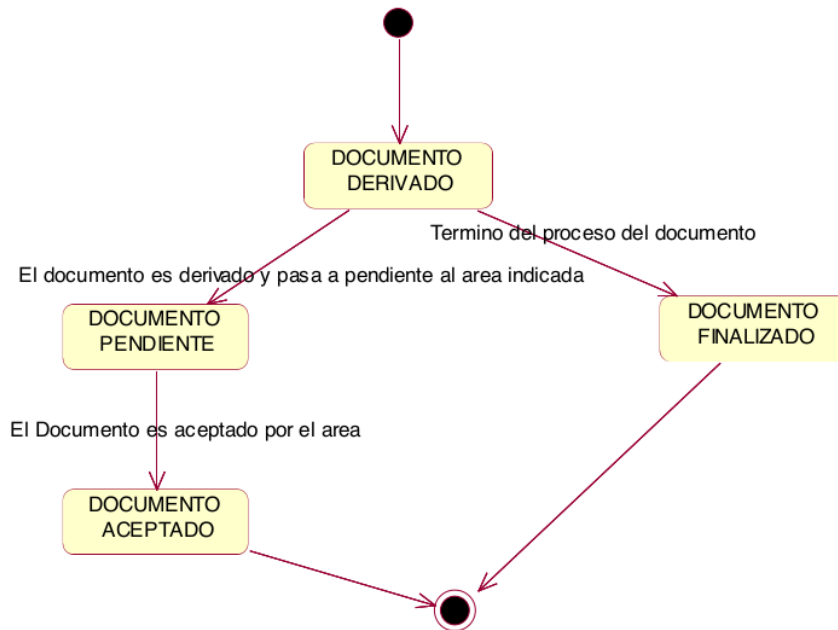 DOCUMENTO
DERIVADO
Termino del proceso del documento
El documento es derivado y pasa a pendiente al area indicada
DOCUMENTO
PENDIENTE
DOCUMENTO
FINALIZADO
El Documento es aceptado por el area
DOCUMENTO
ACEPTADO